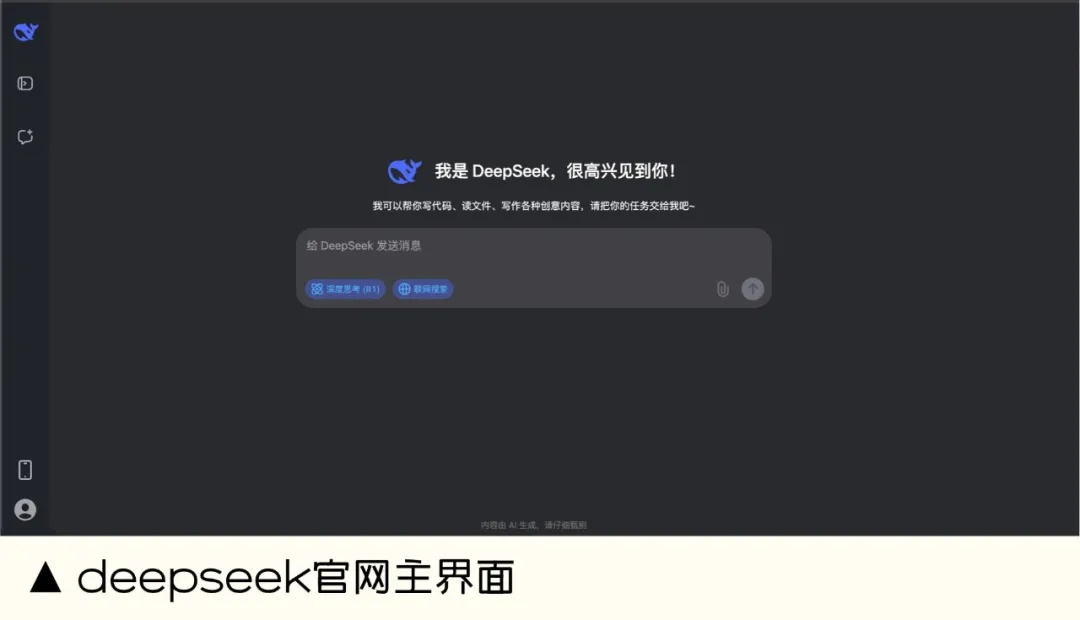 我是 DeepSeek，很高兴见到你！
我可以帮你写代码、读文件、写作各种创意内容，请把你的任务交给我吧~
给 DeepSeek 发送消息
深度思考 (R1) 联网搜索
内容由 AI 生成，请仔细甄别
▲ deepseek官网主界面